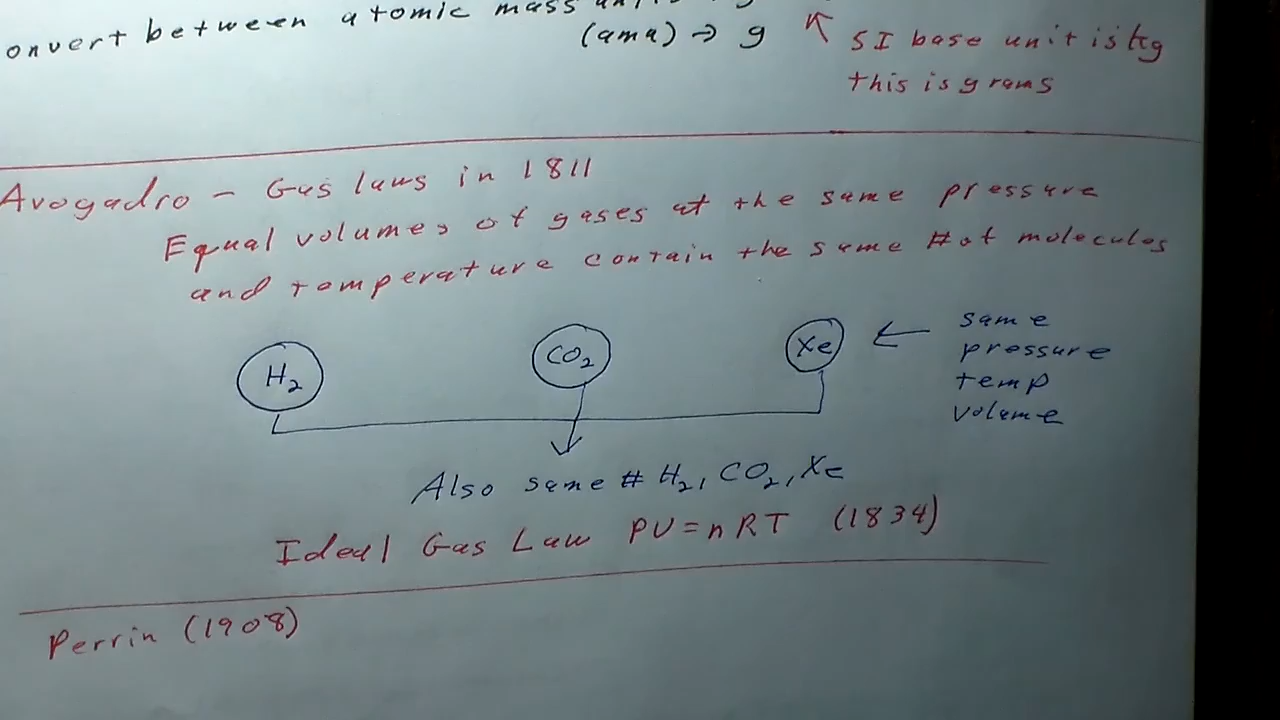 onvert between atomic mass
(ama) → g
SI base unit is kg
this is grams
Avogadro - Gas laws in 1811
Equal volumes of gases at the same pressure
and temperature contain the same # of molecules
H₂
CO₂
Xe
← same
pressure
temp
volume
Also same # H₂, CO₂, Xe
Ideal Gas Law PV=nRT (1834)
Perrin (1908)